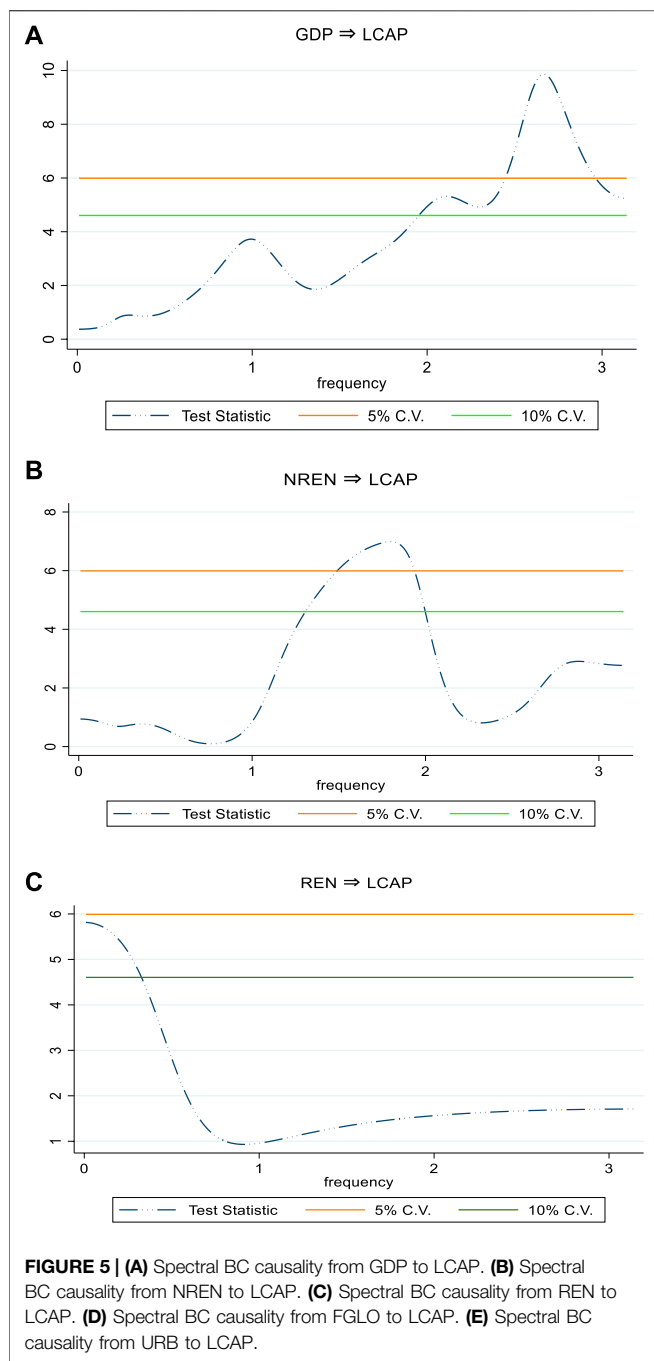 A
GDP ⇒ LCAP
10
8
6
4
2
0
0 1 2 3
frequency
Test Statistic 5% C.V. 10% C.V.
B
NREN ⇒ LCAP
8
6
4
2
0
0 1 2 3
frequency
Test Statistic 5% C.V. 10% C.V.
C
REN ⇒ LCAP
6
5
4
3
2
1
0 1 2 3
frequency
Test Statistic 5% C.V. 10% C.V.
FIGURE 5 | (A) Spectral BC causality from GDP to LCAP. (B) Spectral
BC causality from NREN to LCAP. (C) Spectral BC causality from REN to
LCAP. (D) Spectral BC causality from FGLO to LCAP. (E) Spectral BC
causality from URB to LCAP.